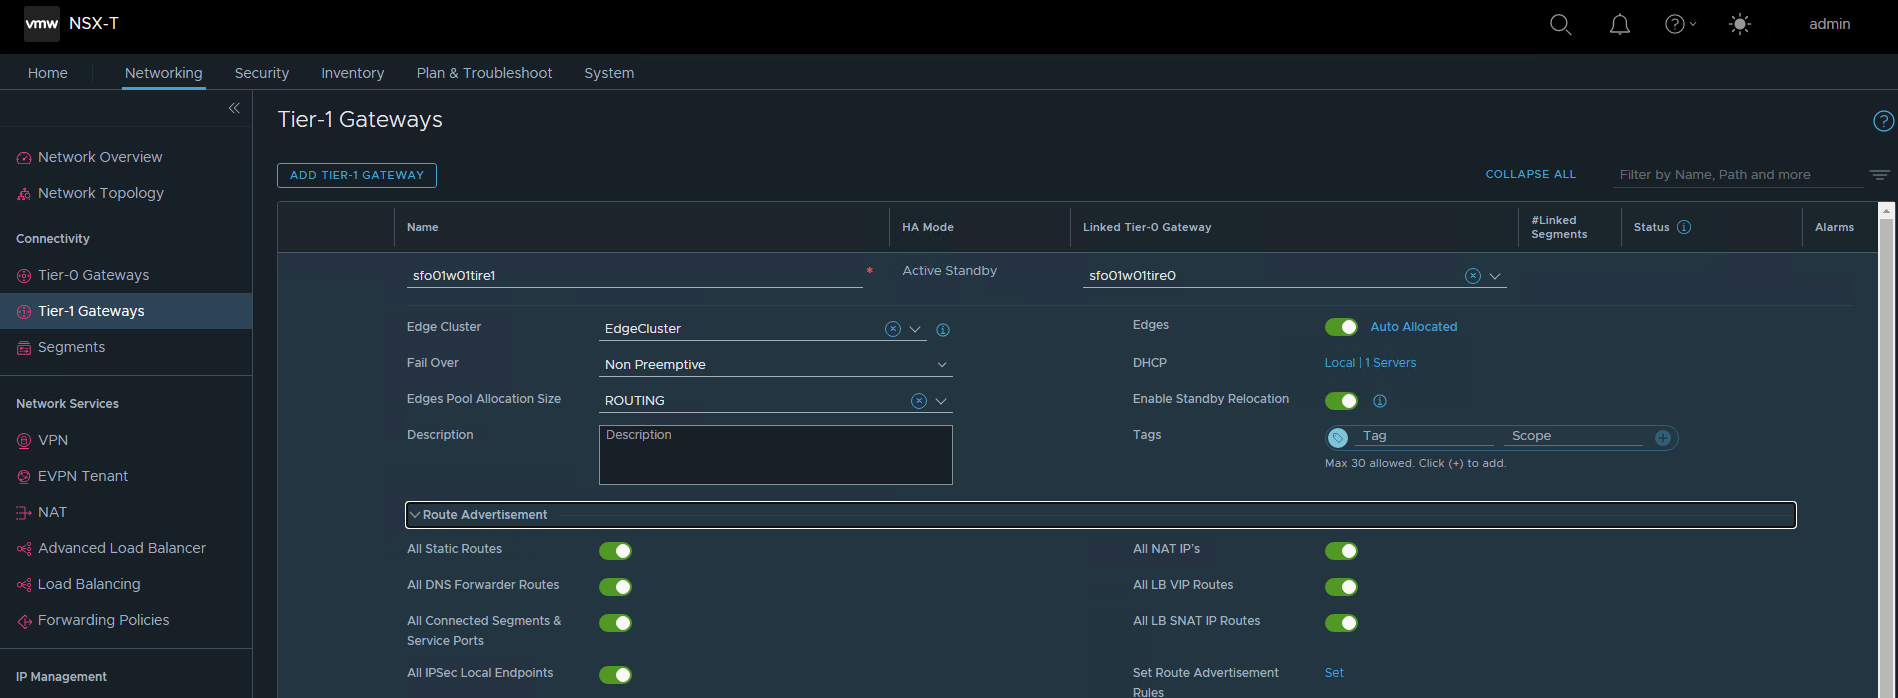 vmw NSX-T
admin
Home Networking Security Inventory Plan & Troubleshoot System
Network Overview
Network Topology
Connectivity
Tier-0 Gateways
Tier-1 Gateways
Segments
Network Services
VPN
EVPN Tenant
NAT
Advanced Load Balancer
Load Balancing
Forwarding Policies
IP Management
Tier-1 Gateways
ADD TIER-1 GATEWAY
COLLAPSE ALL
Filter by Name, Path and more
Name
HA Mode
Linked Tier-0 Gateway
#Linked
Segments
Status
Alarms
sfo01w01tire1 *
Active Standby
sfo01w01tire0
Edge Cluster
EdgeCluster
Edges
Auto Allocated
Fail Over
Non Preemptive
DHCP
Local | 1 Servers
Edges Pool Allocation Size
ROUTING
Enable Standby Relocation
Description
Description
Tags
Tag
Scope
Max 30 allowed. Click (+) to add.
Route Advertisement
All Static Routes
All NAT IP's
All DNS Forwarder Routes
All LB VIP Routes
All Connected Segments &
Service Ports
All LB SNAT IP Routes
All IPSec Local Endpoints
Set Route Advertisement
Rules
Set